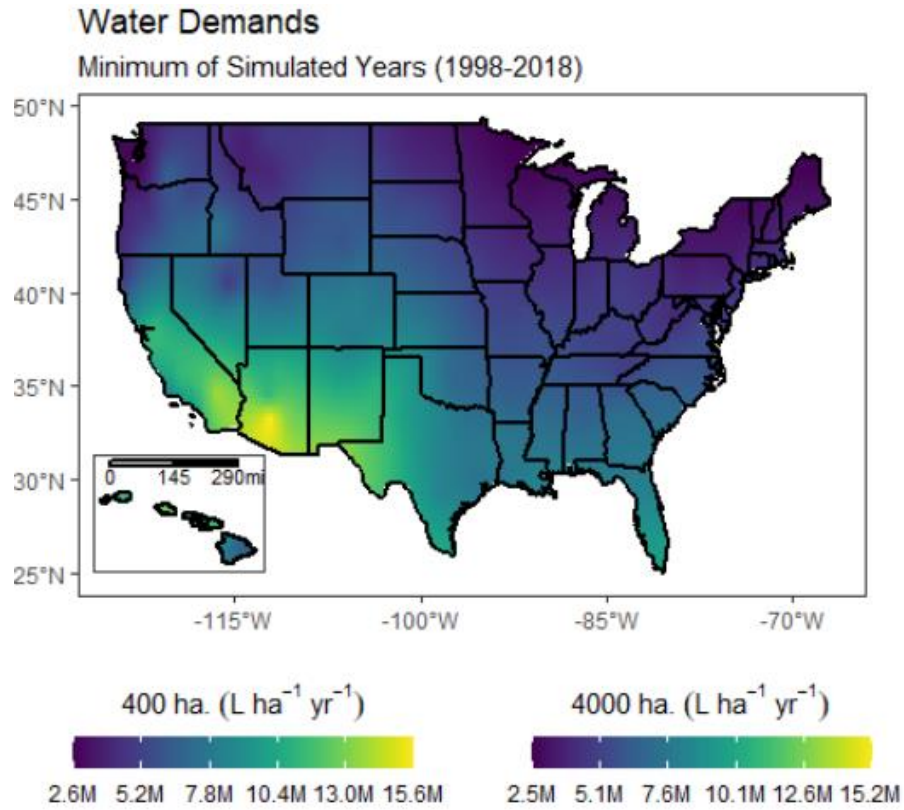 Water Demands
Minimum of Simulated Years (1998-2018)
50°N
45°N
40°N
35°N
30°N
25°N
0 145 290mi
-115°W -100°W -85°W -70°W
400 ha. (L ha⁻¹ yr⁻¹)
2.6M 5.2M 7.8M 10.4M 13.0M 15.6M
4000 ha. (L ha⁻¹ yr⁻¹)
2.5M 5.1M 7.6M 10.1M 12.6M 15.2M